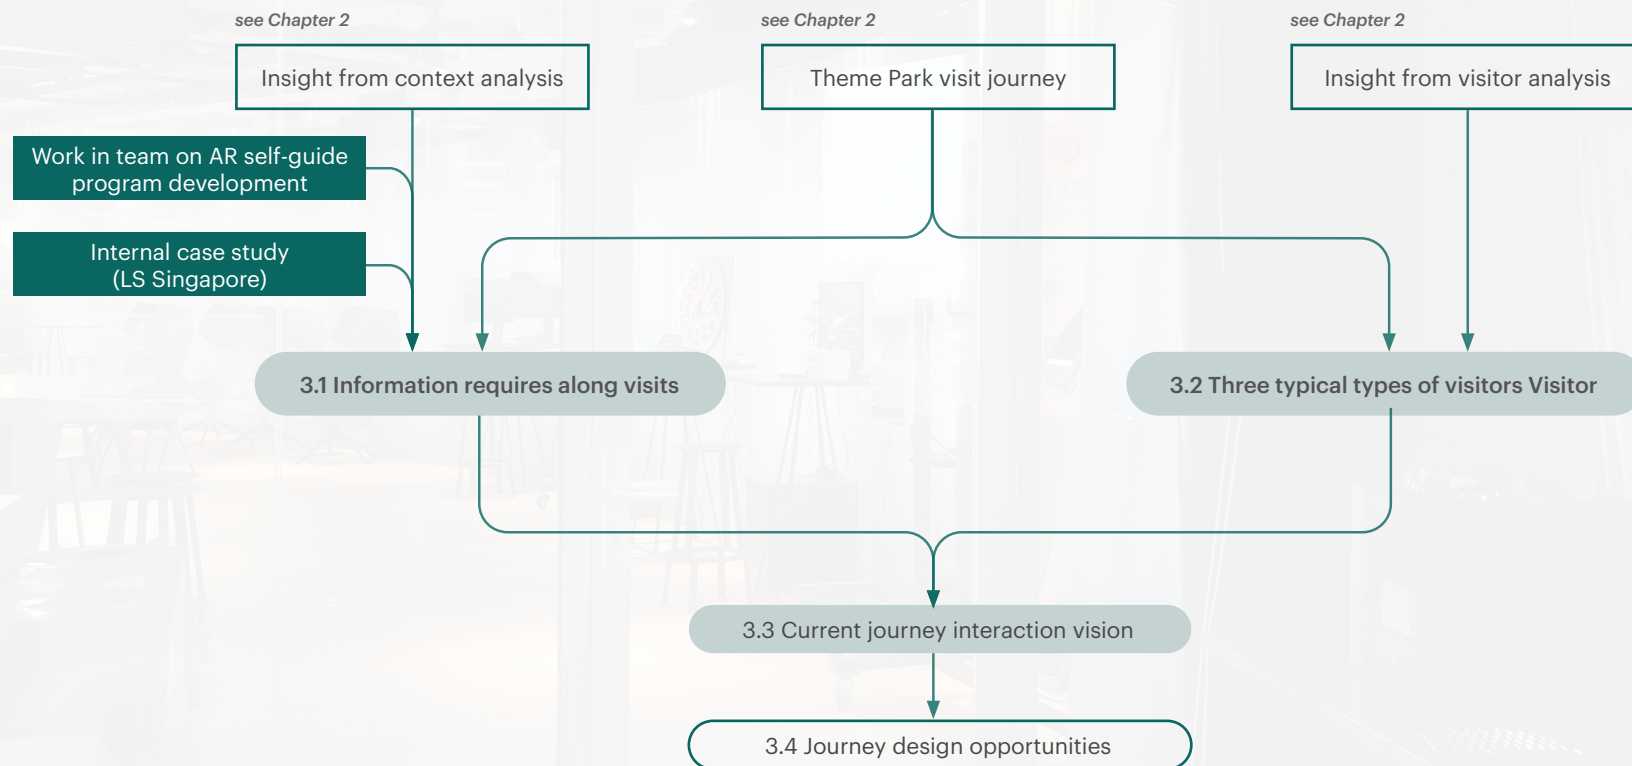 see Chapter 2
see Chapter 2
see Chapter 2
Insight from context analysis
Theme Park visit journey
Insight from visitor analysis
Work in team on AR self-guide
program development
Internal case study
(LS Singapore)
3.1 Information requires along visits
3.2 Three typical types of visitors Visitor
3.3 Current journey interaction vision
3.4 Journey design opportunities